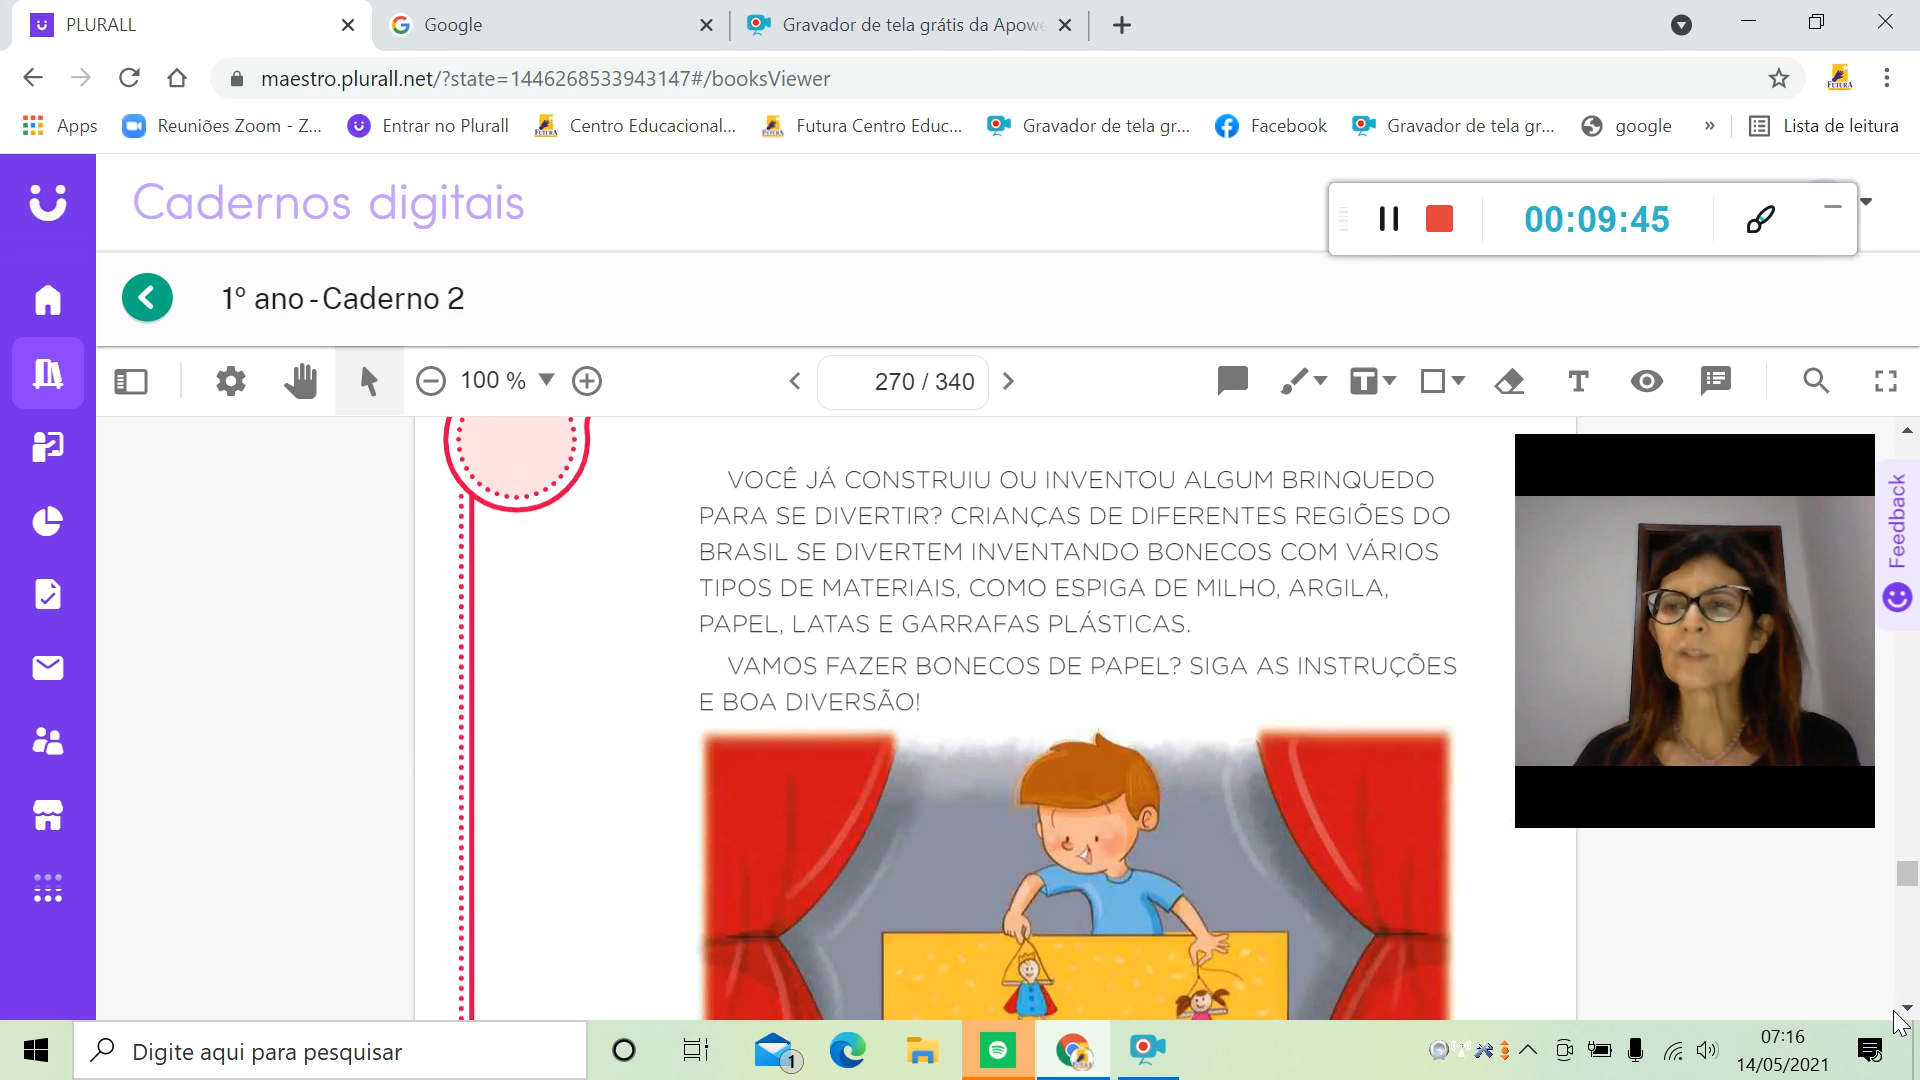 PLURALL
Google
Gravador de tela grátis da Apowe
maestro.plurall.net/?state=1446268533943147#/booksViewer
Apps
Reuniões Zoom - Z...
Entrar no Plurall
Centro Educacional...
Futura Centro Educ...
Gravador de tela gr...
Facebook
Gravador de tela gr...
google
»
Lista de leitura
Cadernos digitais
00:09:45
1º ano - Caderno 2
100 %
270 / 340
VOCÊ JÁ CONSTRUIU OU INVENTOU ALGUM BRINQUEDO
PARA SE DIVERTIR? CRIANÇAS DE DIFERENTES REGIÕES DO
BRASIL SE DIVERTEM INVENTANDO BONECOS COM VÁRIOS
TIPOS DE MATERIAIS, COMO ESPIGA DE MILHO, ARGILA,
PAPEL, LATAS E GARRAFAS PLÁSTICAS.
VAMOS FAZER BONECOS DE PAPEL? SIGA AS INSTRUÇÕES
E BOA DIVERSÃO!
Feedback
Digite aqui para pesquisar
1
07:16
14/05/2021